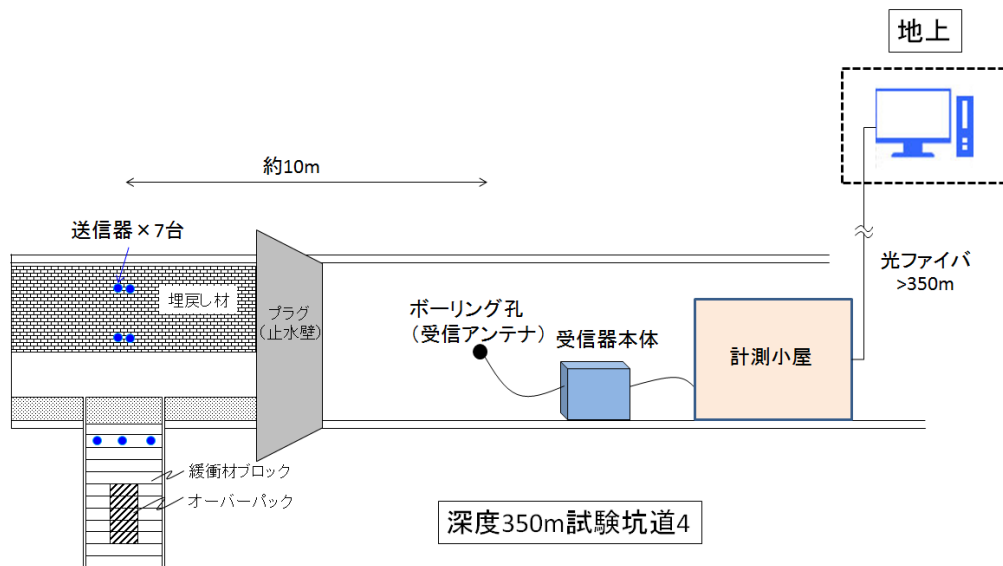 地上
約10m
送信器×7台
埋戻し材
プラグ
(止水壁)
ボーリング孔
(受信アンテナ)
受信器本体
計測小屋
光ファイバ
>350m
緩衝材ブロック
オーバーパック
深度350m試験坑道4